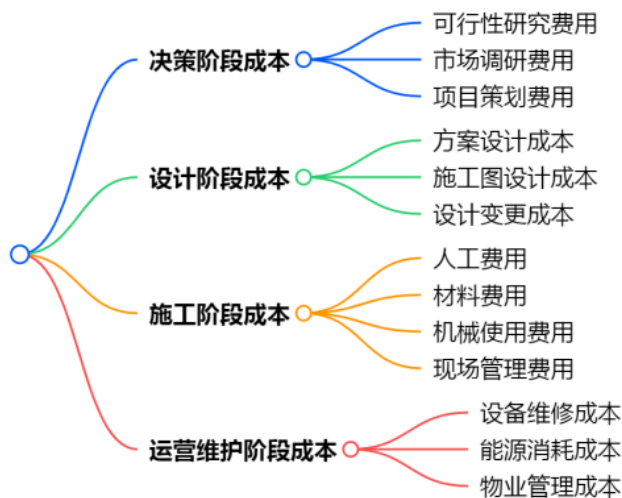 决策阶段成本
可行性研究费用
市场调研费用
项目策划费用
设计阶段成本
方案设计成本
施工图设计成本
设计变更成本
施工阶段成本
人工费用
材料费用
机械使用费用
现场管理费用
运营维护阶段成本
设备维修成本
能源消耗成本
物业管理成本